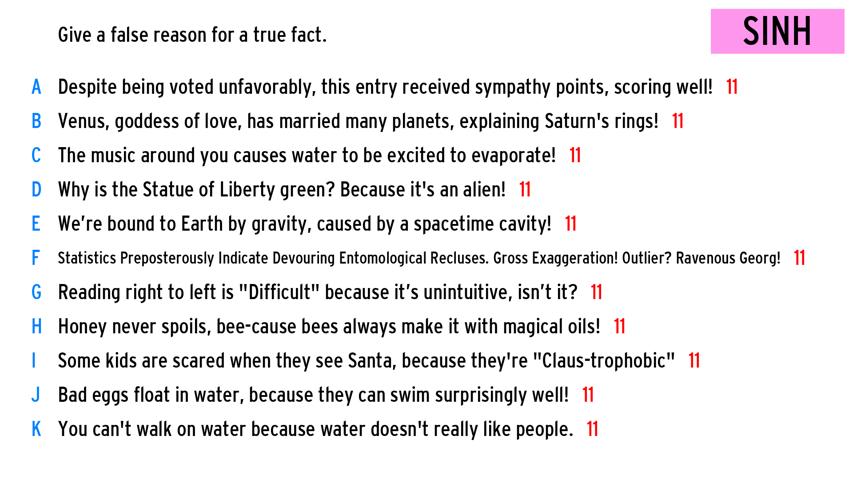 Give a false reason for a true fact.
SINH
A Despite being voted unfavorably, this entry received sympathy points, scoring well! 11
B Venus, goddess of love, has married many planets, explaining Saturn's rings! 11
C The music around you causes water to be excited to evaporate! 11
D Why is the Statue of Liberty green? Because it's an alien! 11
E We’re bound to Earth by gravity, caused by a spacetime cavity! 11
F Statistics Preposterously Indicate Devouring Entomological Recluses. Gross Exaggeration! Outlier? Ravenous Georg! 11
G Reading right to left is "Difficult" because it’s unintuitive, isn’t it? 11
H Honey never spoils, bee-cause bees always make it with magical oils! 11
I Some kids are scared when they see Santa, because they're "Claus-trophobic" 11
J Bad eggs float in water, because they can swim surprisingly well! 11
K You can't walk on water because water doesn't really like people. 11